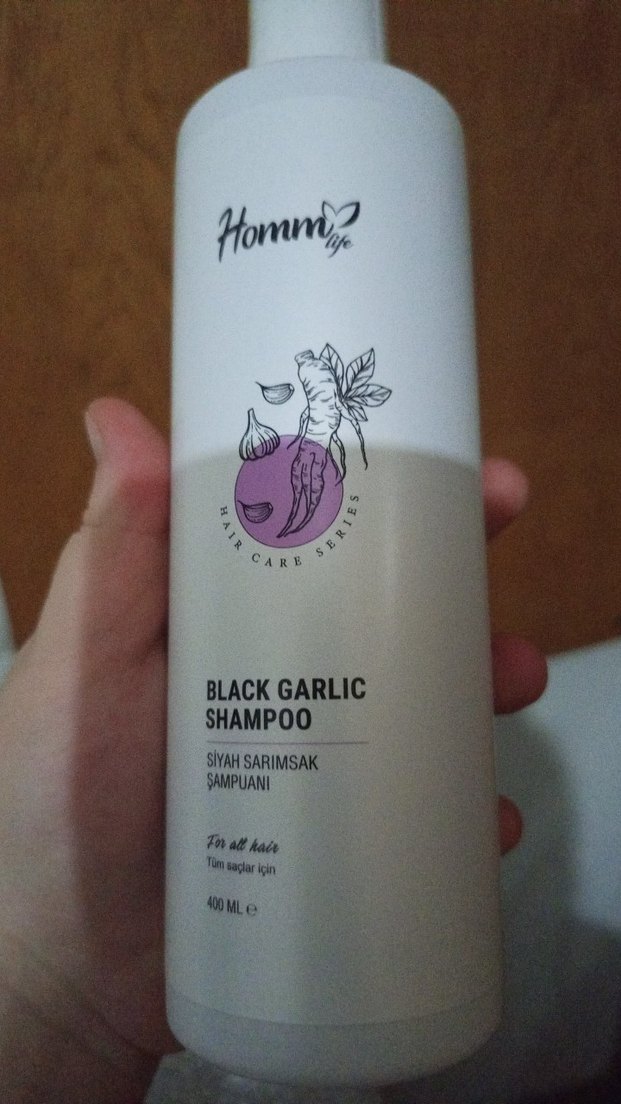 Homm life
HAIR CARE SERIES
BLACK GARLIC
SHAMPOO
SİYAH SARIMSAK
ŞAMPUANI
For all hair
Tüm saçlar için
400 ML ℮